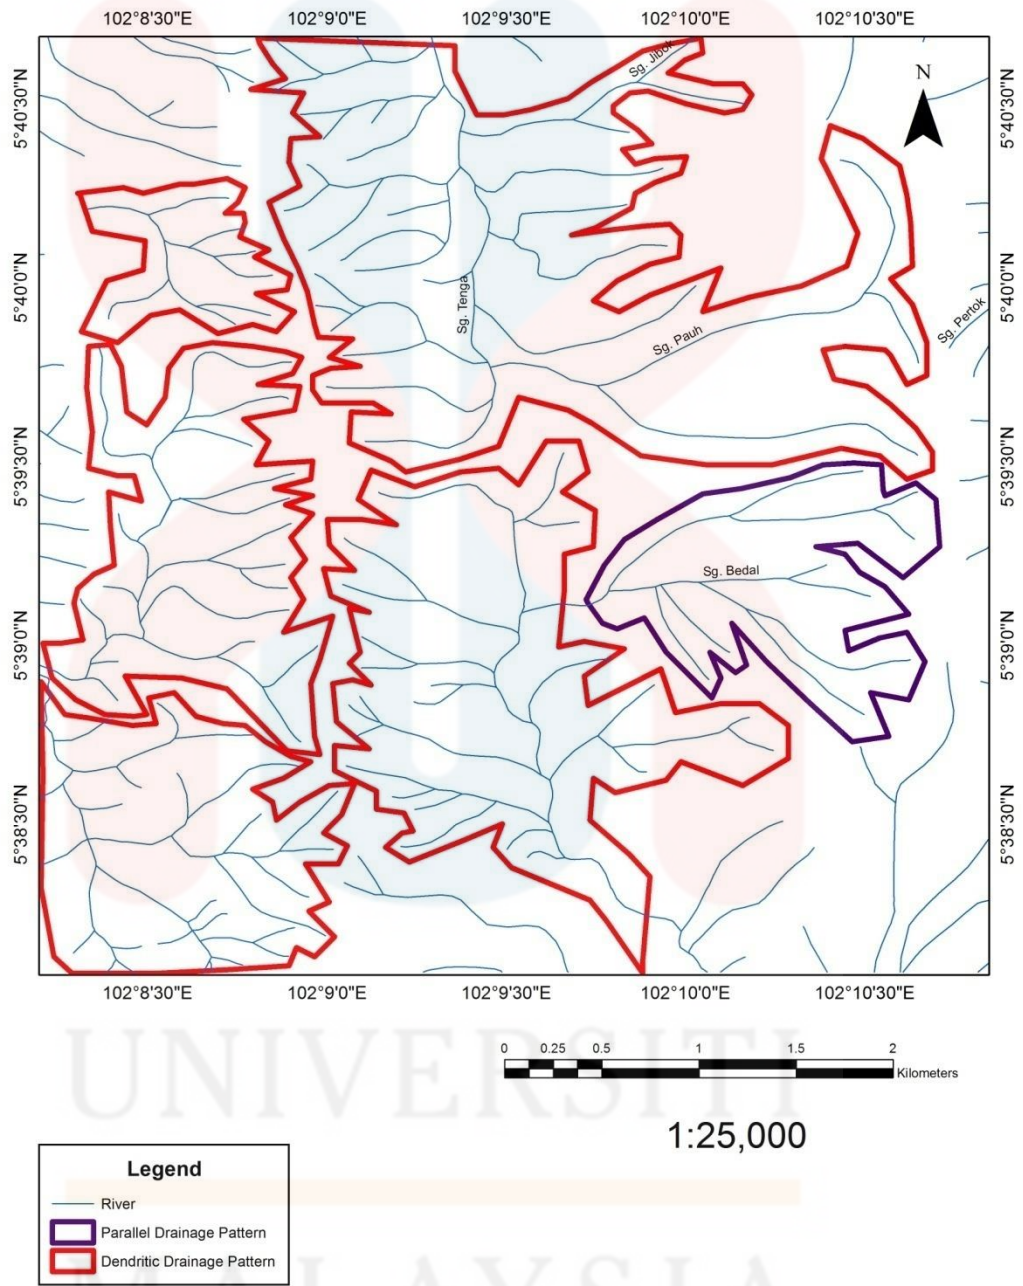 102°8'30"E 102°9'0"E 102°9'30"E 102°10'0"E 102°10'30"E
5°40'30"N
5°40'0"N
5°39'30"N
5°39'0"N
5°38'30"N
Sg. Jibok
N
Sg. Tenga
Sg. Pauh
Sg. Pertok
Sg. Bedal
5°40'30"N
5°40'0"N
5°39'30"N
5°39'0"N
5°38'30"N
102°8'30"E 102°9'0"E 102°9'30"E 102°10'0"E 102°10'30"E
0 0.25 0.5 1 1.5 2
Kilometers
UNIVERSITI
1:25,000
Legend
River
Parallel Drainage Pattern
Dendritic Drainage Pattern
MALAYSIA